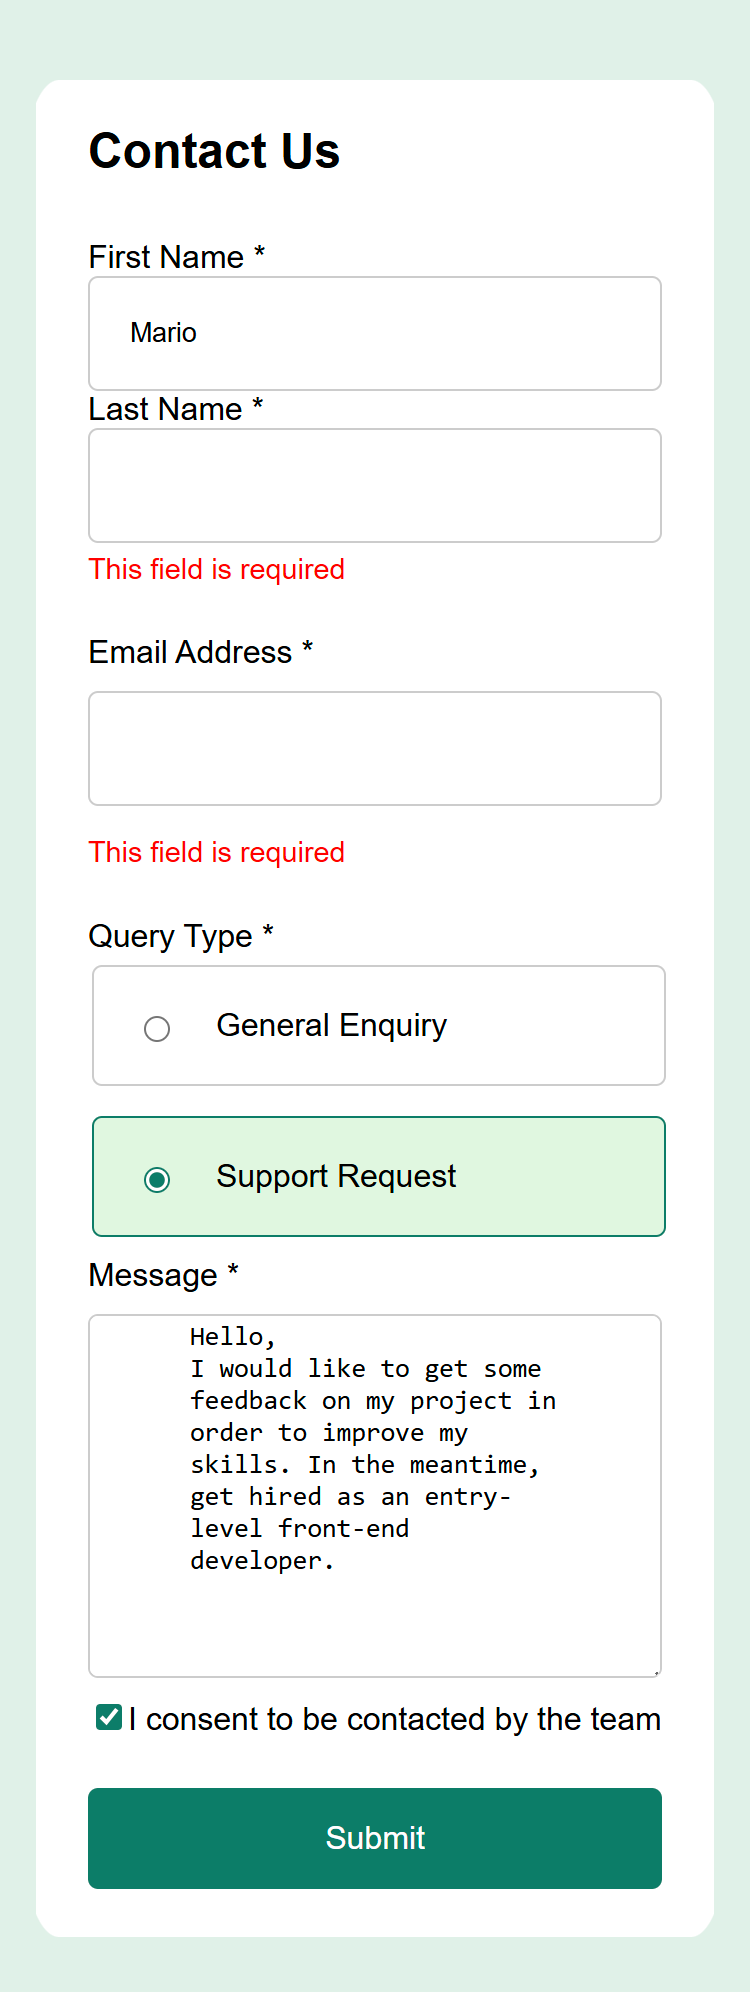 Contact Us
First Name *
Mario
Last Name *
This field is required
Email Address *
This field is required
Query Type *
General Enquiry
Support Request
Message *
Hello,
I would like to get some
feedback on my project in
order to improve my
skills. In the meantime,
get hired as an entry-
level front-end
developer.
I consent to be contacted by the team
Submit